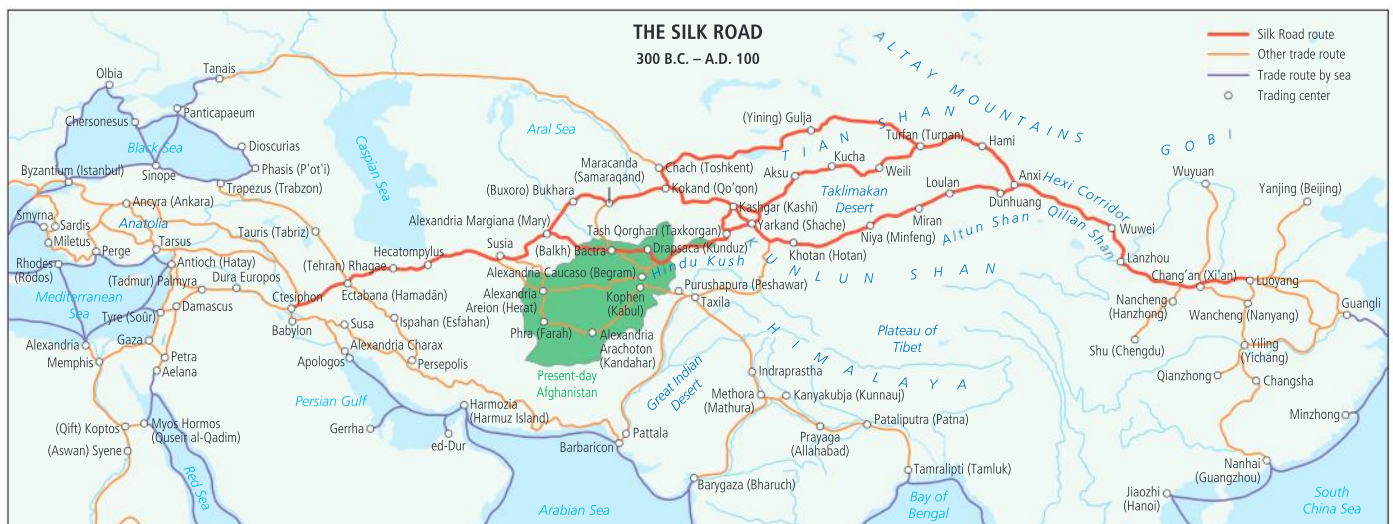 THE SILK ROAD
300 B.C. – A.D. 100
Silk Road route
Other trade route
Trade route by sea
Trading center
ALTAY MOUNTAINS
TIAN SHAN
GOBI
Olbia
Tanais
Chersonesus
Panticapaeum
Black Sea
Dioscurias
Phasis (P'ot'i)
Byzantium (Istanbul)
Sinope
Trapezus (Trabzon)
Caspian Sea
Aral Sea
(Yining) Gulja
Turfan (Turpan)
Hami
Maracanda
(Samaraqand)
Chach (Toshkent)
Kucha
Aksu
Weili
(Buxoro) Bukhara
Kokand (Qo'qon)
Taklimakan
Desert
Loulan
Anxi
Dunhuang
Hexi Corridor
Wuyuan
Yanjing (Beijing)
Smyrna
Sardis
Miletus
Ancyra (Ankara)
Anatolia
Perge
Tarsus
Tauris (Tabriz)
Alexandria Margiana (Mary)
Kashgar (Kashi)
Tash Qorghan (Taxkorgan)
Yarkand (Shache)
Miran
Niya (Minfeng)
Altun Shan
Qilian Shan
Wuwei
Rhodes
(Ródos)
Antioch (Hatay)
Dura Europos
(Tadmur) Palmyra
Hecatompylus
(Tehran) Rhagae
Susia
(Balkh) Bactra
Drapsaca (Kunduz)
Khotan (Hotan)
Lanzhou
Mediterranean
Sea
Damascus
Tyre (Soûr)
Ctesiphon
Ectabana (Hamadān)
Alexandria Caucaso (Begram)
Hindu Kush
KUNLUN SHAN
Chang'an (Xi'an)
Luoyang
Alexandria
Areion (Herat)
Kophen
(Kabul)
Purushapura (Peshawar)
Taxila
Nancheng
(Hanzhong)
Wancheng (Nanyang)
Guangli
Babylon
Susa
Ispahan (Esfahan)
Phra (Farah)
Alexandria
Arachoton
(Kandahar)
HIMALAYA
Plateau of
Tibet
Alexandria
Gaza
Memphis
Petra
Aelana
Alexandria Charax
Apologos
Persepolis
Shu (Chengdu)
Yiling
(Yichang)
Present-day
Afghanistan
Great Indian
Desert
Indraprastha
Qianzhong
Changsha
Persian Gulf
Harmozia
(Harmuz Island)
Methora
(Mathura)
Kanyakubja (Kunnauj)
Minzhong
(Qift) Koptos
Myos Hormos
(Quseir al-Qadim)
Gerrha
ed-Dur
Pattala
Barbaricon
Prayaga
(Allahabad)
Pataliputra (Patna)
(Aswan) Syene
Red Sea
Barygaza (Bharuch)
Tamralipti (Tamluk)
Nanhai
(Guangzhou)
Jiaozhi
(Hanoi)
Arabian Sea
Bay of
Bengal
South
China Sea